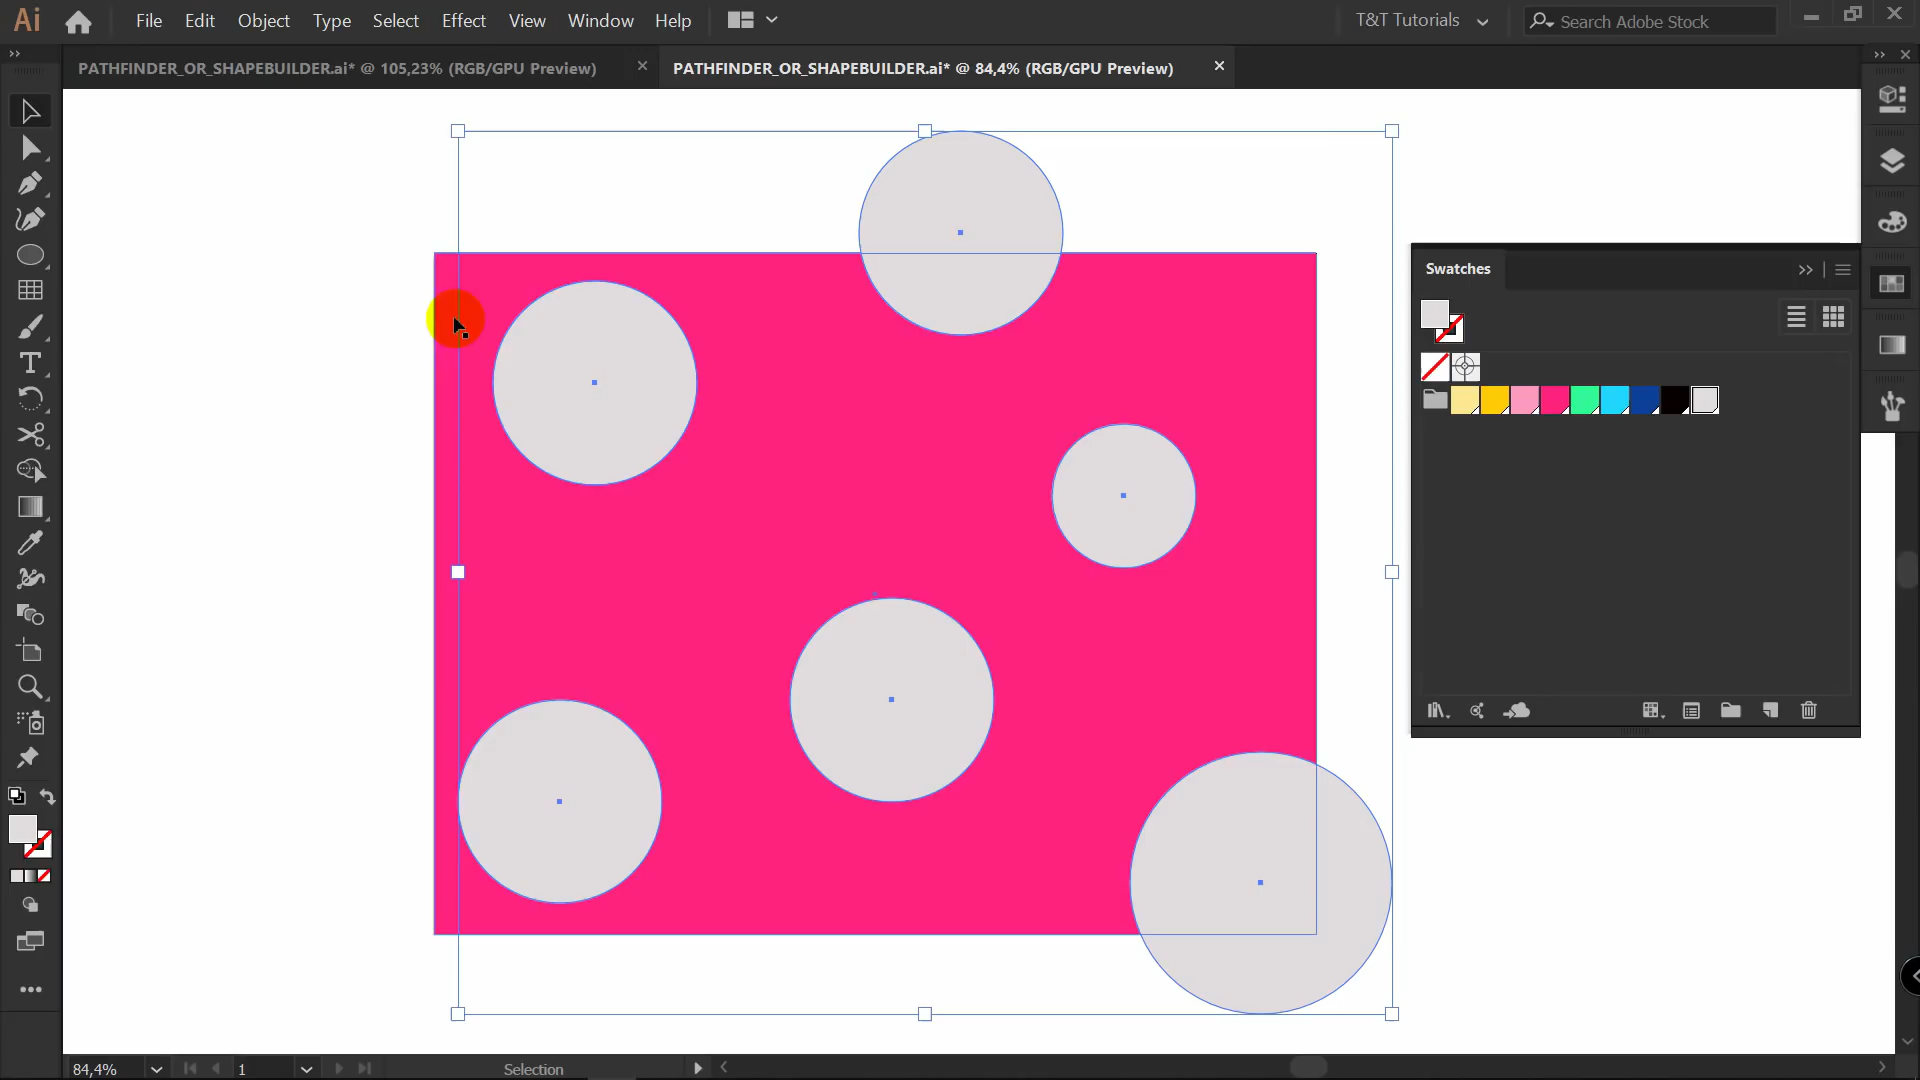 Ai File Edit Object Type Select Effect View Window Help T&T Tutorials Search Adobe Stock
PATHFINDER_OR_SHAPEBUILDER.ai* @ 105,23% (RGB/GPU Preview) PATHFINDER_OR_SHAPEBUILDER.ai* @ 84,4% (RGB/GPU Preview)
Swatches
84,4% 1 Selection